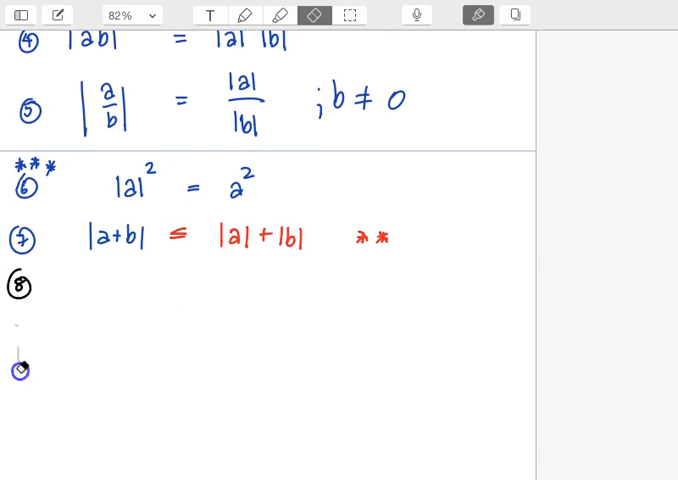 82%
T
④ |ab| = |a| |b|
⑤ |a/b| = |a|/|b| ; b ≠ 0
***
⑥ |a|² = a²
⑦ |a+b| ≤ |a| + |b| **
⑧